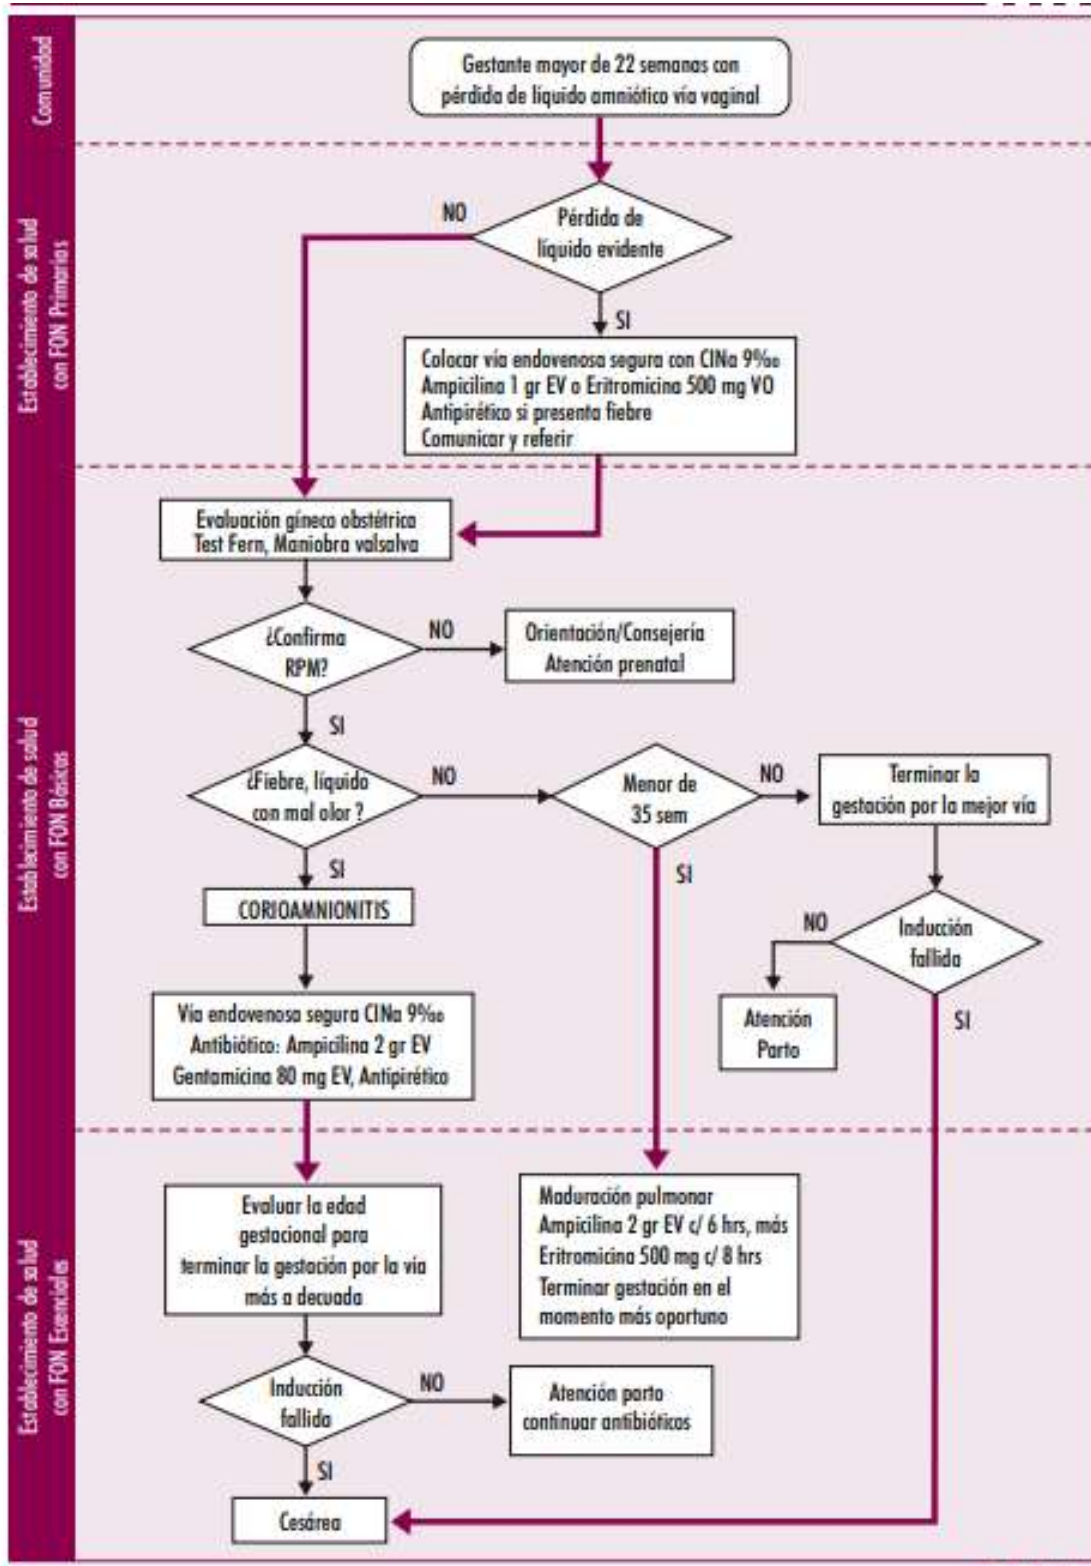 Comunidad
Gestante mayor de 22 semanas con
pérdida de líquido amniótico vía vaginal
Establecimiento de salud
con FON Primarias
Pérdida de
líquido evidente
NO
SI
Colocar vía endovenosa segura con ClNa 9‰
Ampicilina 1 gr EV o Eritromicina 500 mg VO
Antipirético si presenta fiebre
Comunicar y referir
Establecimiento de salud
con FON Básicas
Evaluación gíneco obstétrica
Test Fern, Maniobra valsalva
¿Confirma
RPM?
NO
Orientación/Consejería
Atención prenatal
SI
¿Fiebre, líquido
con mal olor ?
NO
Menor de
35 sem
NO
Terminar la
gestación por la mejor vía
SI
SI
CORIOAMNIONITIS
Inducción
fallida
NO
SI
Atención
Parto
Vía endovenosa segura ClNa 9‰
Antibiótico: Ampicilina 2 gr EV
Gentamicina 80 mg EV, Antipirético
Establecimiento de salud
con FON Esenciales
Evaluar la edad
gestacional para
terminar la gestación por la vía
más a decuada
Maduración pulmonar
Ampicilina 2 gr EV c/ 6 hrs, más
Eritromicina 500 mg c/ 8 hrs
Terminar gestación en el
momento más oportuno
Inducción
fallida
NO
Atención parto
continuar antibióticos
SI
Cesárea